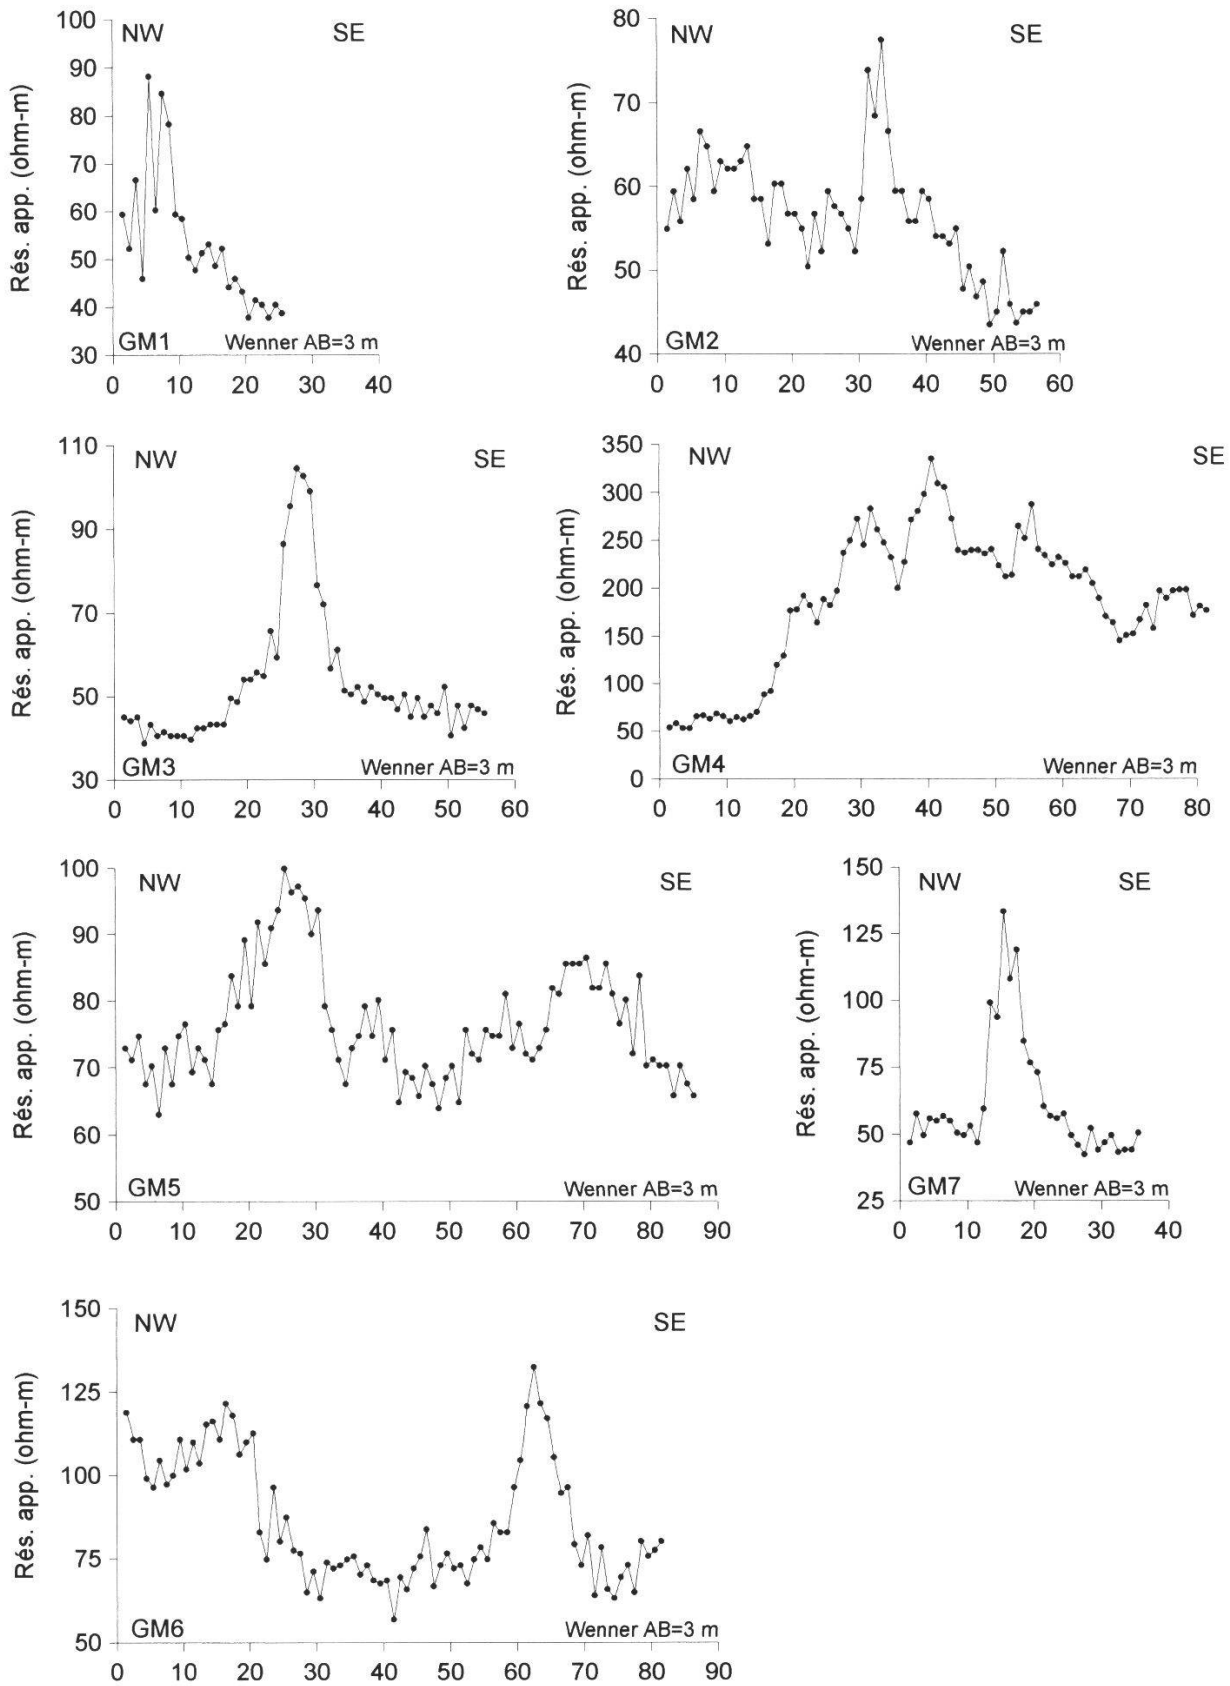 100
90
80
70
60
50
40
30
Rés. app. (ohm-m)
NW SE
GM1 Wenner AB=3 m
0 10 20 30 40
80
70
60
50
40
Rés. app. (ohm-m)
NW SE
GM2 Wenner AB=3 m
0 10 20 30 40 50 60
110
90
70
50
30
Rés. app. (ohm-m)
NW SE
GM3 Wenner AB=3 m
0 10 20 30 40 50 60
350
300
250
200
150
100
50
0
Rés. app. (ohm-m)
NW SE
GM4 Wenner AB=3 m
0 10 20 30 40 50 60 70 80
100
90
80
70
60
50
Rés. app. (ohm-m)
NW SE
GM5 Wenner AB=3 m
0 10 20 30 40 50 60 70 80 90
150
125
100
75
50
25
Rés. app. (ohm-m)
NW SE
GM7 Wenner AB=3 m
0 10 20 30 40
150
125
100
75
50
Rés. app. (ohm-m)
NW SE
GM6 Wenner AB=3 m
0 10 20 30 40 50 60 70 80 90